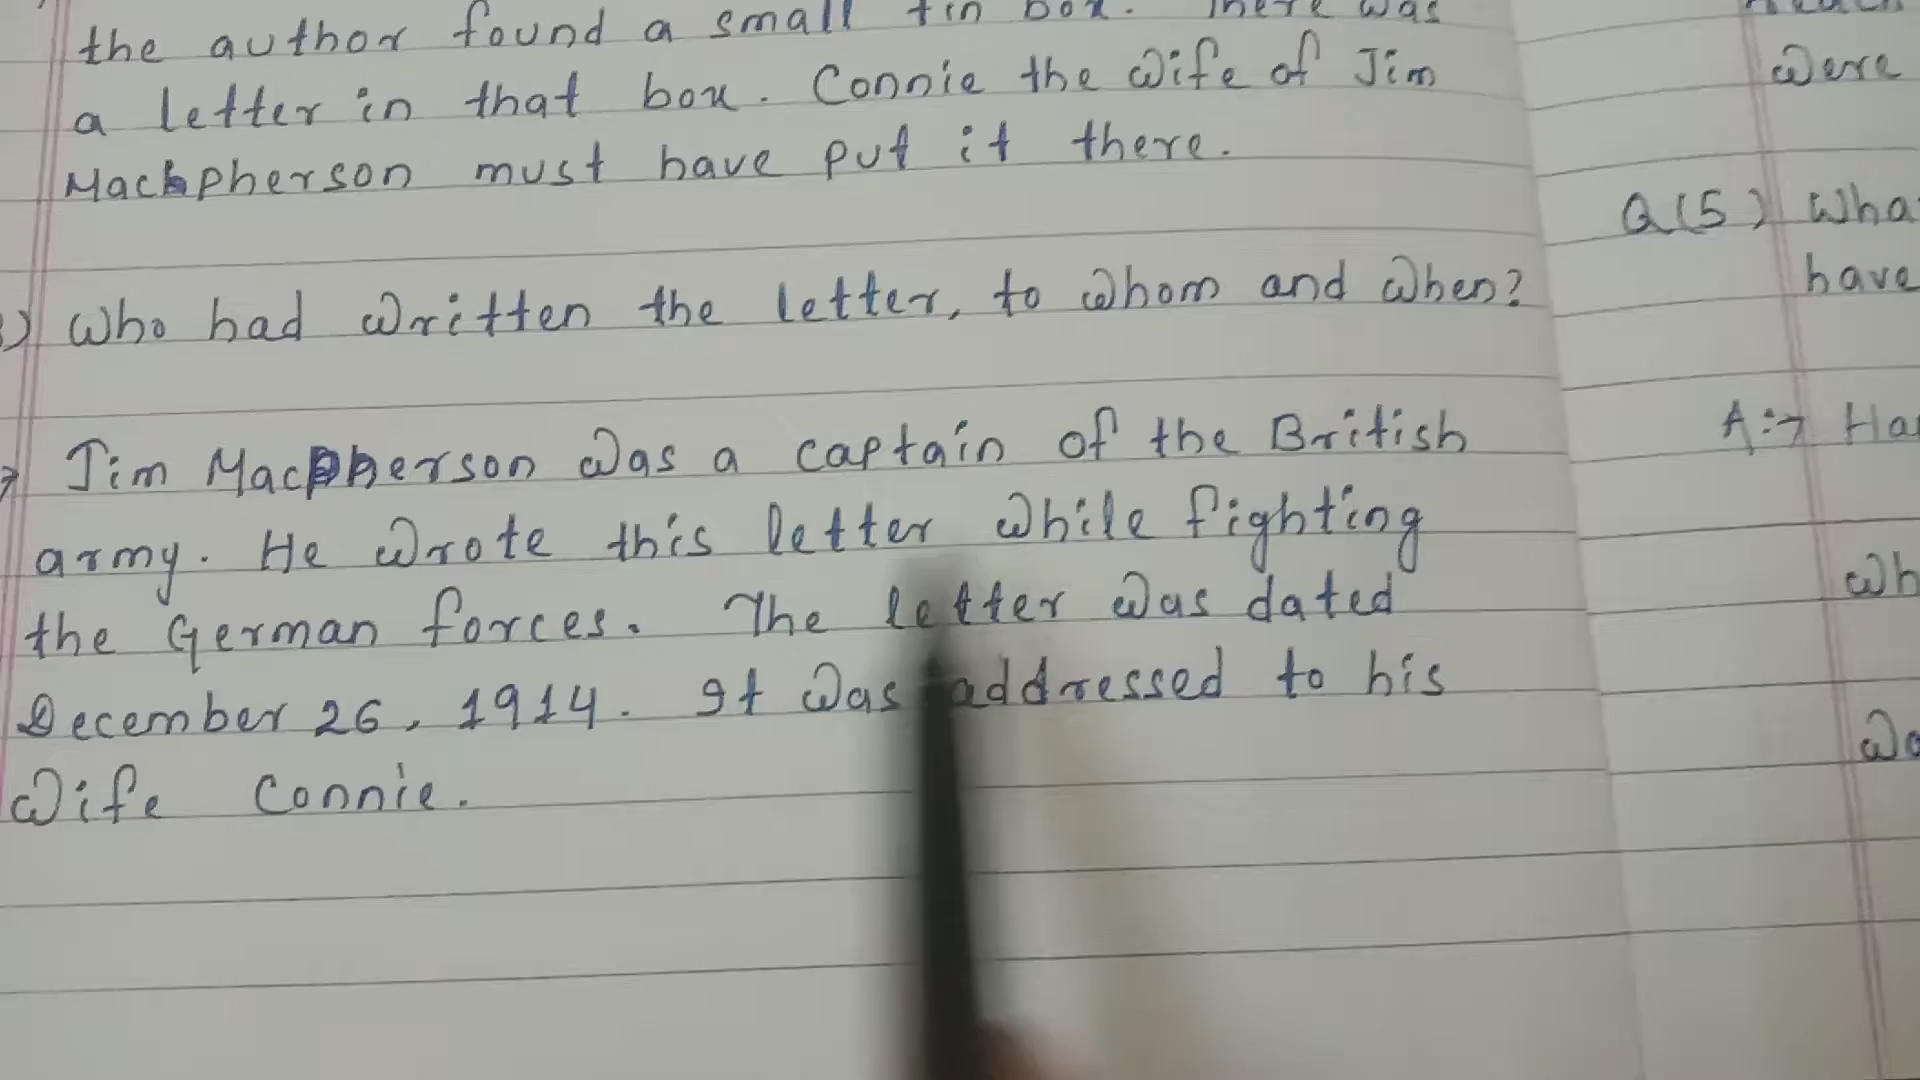 the author found a small tin box. There was
a letter in that box. Connie the wife of Jim
Macpherson must have put it there.
) Who had written the letter, to whom and when?
Jim Macpherson was a captain of the British
army. He wrote this letter while fighting
the German forces. The letter was dated
December 26, 1914. It was addressed to his
wife Connie.
were
Q(5) Wha
have
A:→ Ha
wh